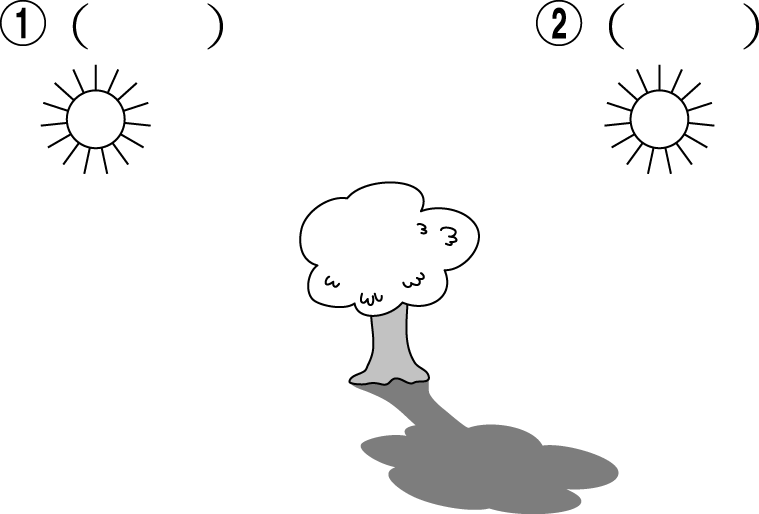 ① ( ) ② ( )